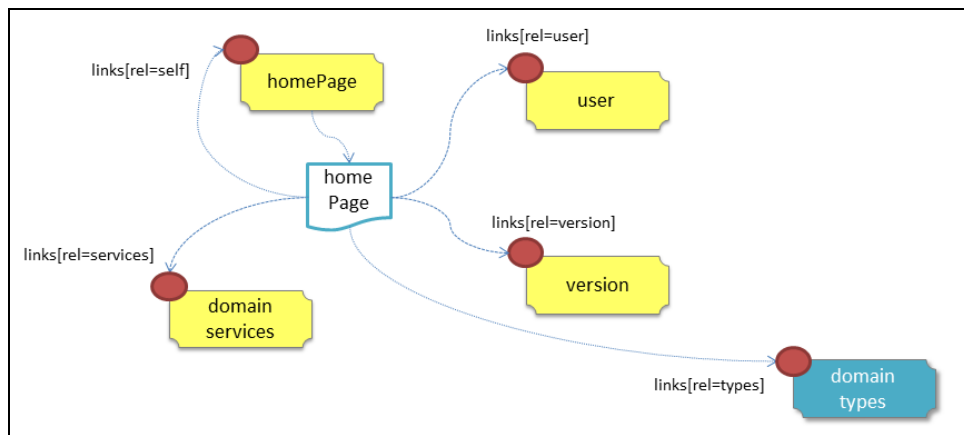 links[rel=user]
links[rel=self]
homePage
user
home
Page
links[rel=version]
links[rel=services]
version
domain
services
links[rel=types]
domain
types